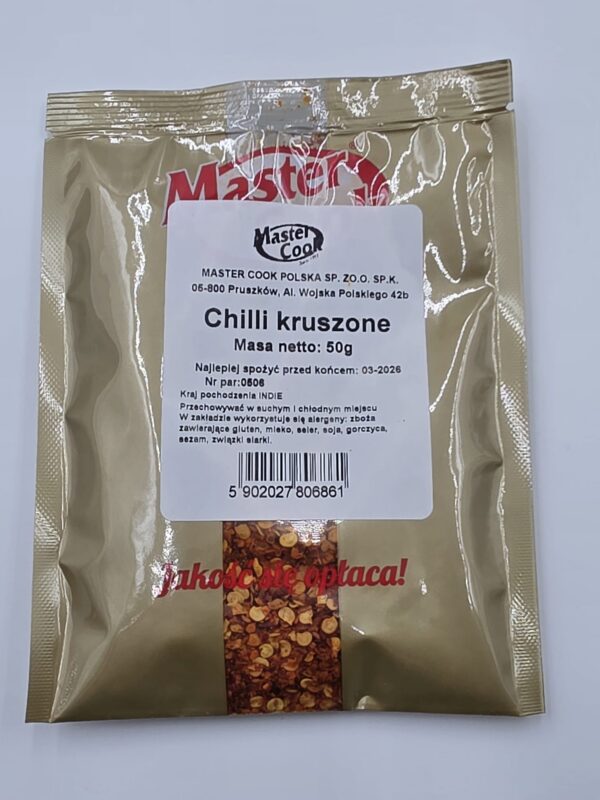 Master
Master
Cook
MASTER COOK POLSKA SP. ZO.O. SP.K.
05-800 Pruszków, Al. Wojska Polskiego 42b
Chilli kruszone
Masa netto: 50g
Najlepiej spożyć przed końcem: 03-2026
Nr par:0506
Kraj pochodzenia INDIE
Przechowywać w suchym i chłodnym miejscu
W zakładzie wykorzystuje się alergeny: zboża
zawierające gluten, mleko, seler, soja, gorczyca,
sezam, związki siarki.
5 902027 806861
Jakość się opłaca!